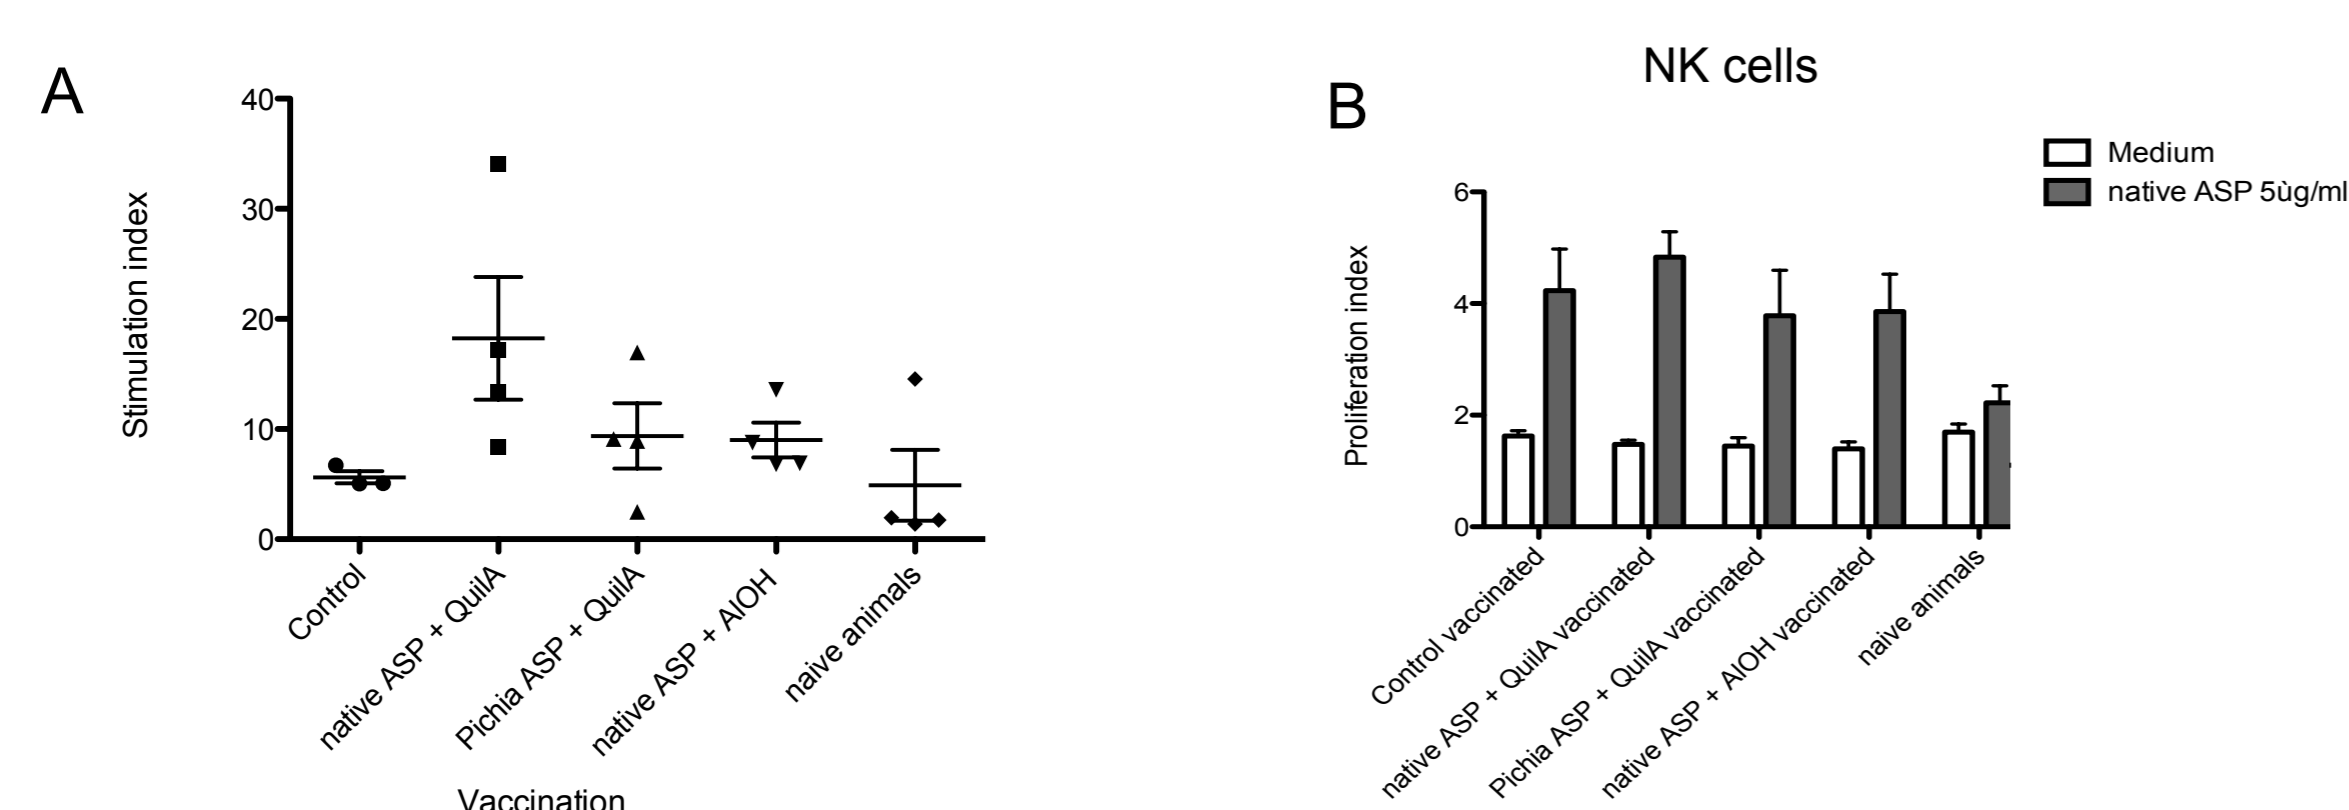 A
40
30
20
10
0
Stimulation index
Control
native ASP + QuilA
Pichia ASP + QuilA
native ASP + AlOH
naive animals
Vaccination
B
NK cells
Medium
native ASP 5ùg/ml
6
4
2
0
Proliferation index
Control vaccinated
native ASP + QuilA vaccinated
Pichia ASP + QuilA vaccinated
native ASP + AlOH vaccinated
naive animals